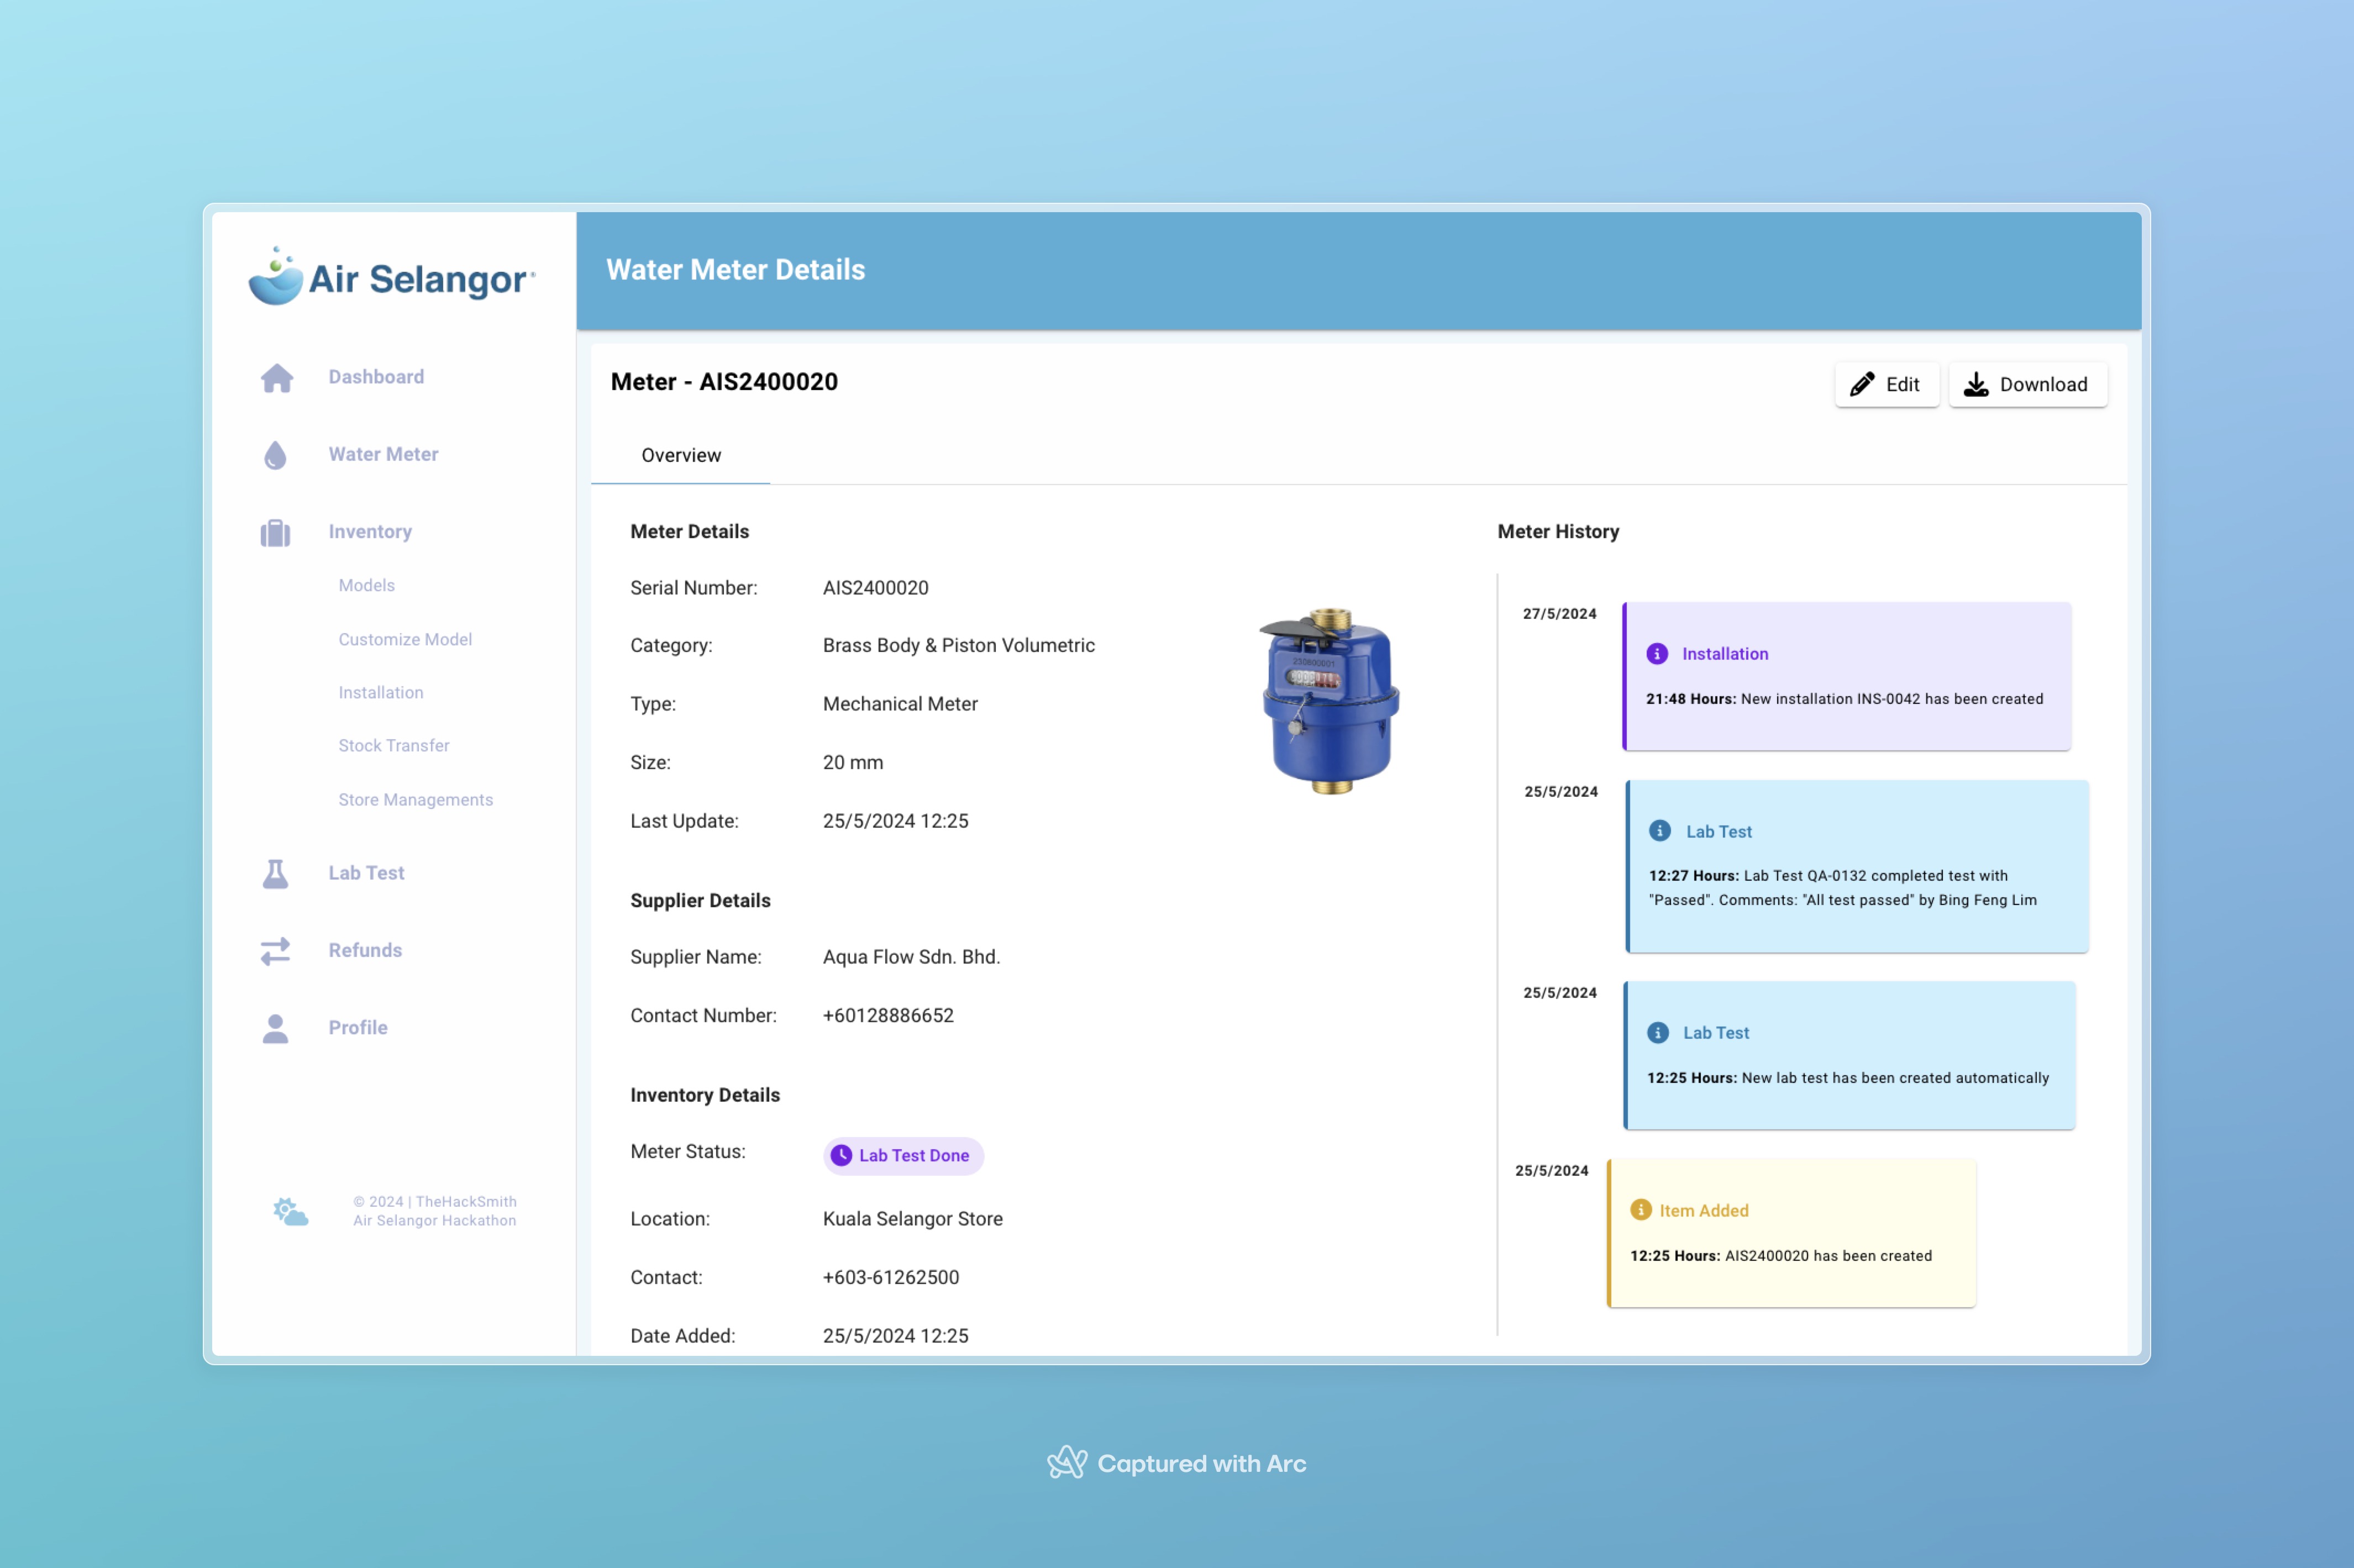 Air Selangor
Dashboard
Water Meter
Inventory
Models
Customize Model
Installation
Stock Transfer
Store Managements
Lab Test
Refunds
Profile
© 2024 | TheHackSmith
Air Selangor Hackathon
Water Meter Details
Meter - AIS2400020
Edit
Download
Overview
Meter Details
Serial Number: AIS2400020
Category: Brass Body & Piston Volumetric
Type: Mechanical Meter
Size: 20 mm
Last Update: 25/5/2024 12:25
Supplier Details
Supplier Name: Aqua Flow Sdn. Bhd.
Contact Number: +60128886652
Inventory Details
Meter Status: Lab Test Done
Location: Kuala Selangor Store
Contact: +603-61262500
Date Added: 25/5/2024 12:25
Meter History
27/5/2024
Installation
21:48 Hours: New installation INS-0042 has been created
25/5/2024
Lab Test
12:27 Hours: Lab Test QA-0132 completed test with
"Passed". Comments: "All test passed" by Bing Feng Lim
25/5/2024
Lab Test
12:25 Hours: New lab test has been created automatically
25/5/2024
Item Added
12:25 Hours: AIS2400020 has been created
Captured with Arc